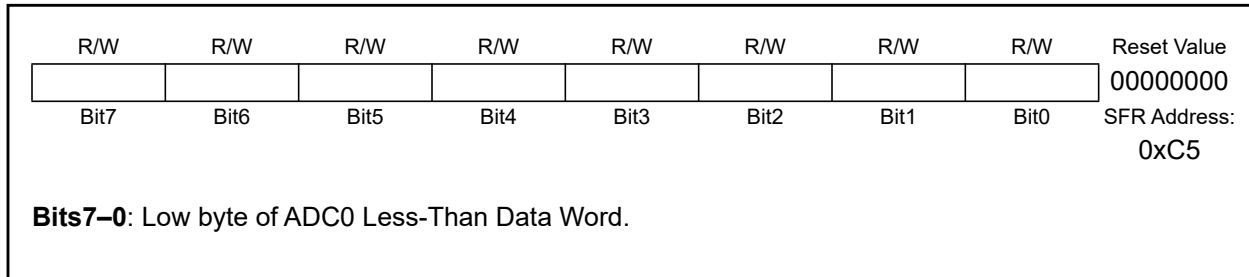 R/W R/W R/W R/W R/W R/W R/W R/W Reset Value
00000000
Bit7 Bit6 Bit5 Bit4 Bit3 Bit2 Bit1 Bit0 SFR Address:
0xC5
Bits7–0: Low byte of ADC0 Less-Than Data Word.